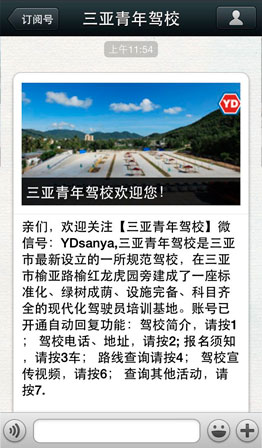 订阅号
三亚青年驾校
上午11:54
YD
三亚青年驾校欢迎您！
亲们，欢迎关注【三亚青年驾校】微
信号：YDsanya,三亚青年驾校是三亚
市最新设立的一所规范驾校，在三亚
市榆亚路榆红龙虎园旁建成了一座标
准化、绿树成荫、设施完备、科目齐
全的现代化驾驶员培训基地。账号已
开通自动回复功能：驾校简介，请按1
； 驾校电话、地址，请按2; 报名须知
，请按3车； 路线查询请按4； 驾校宣
传视频，请按6； 查询其他活动，请
按7.